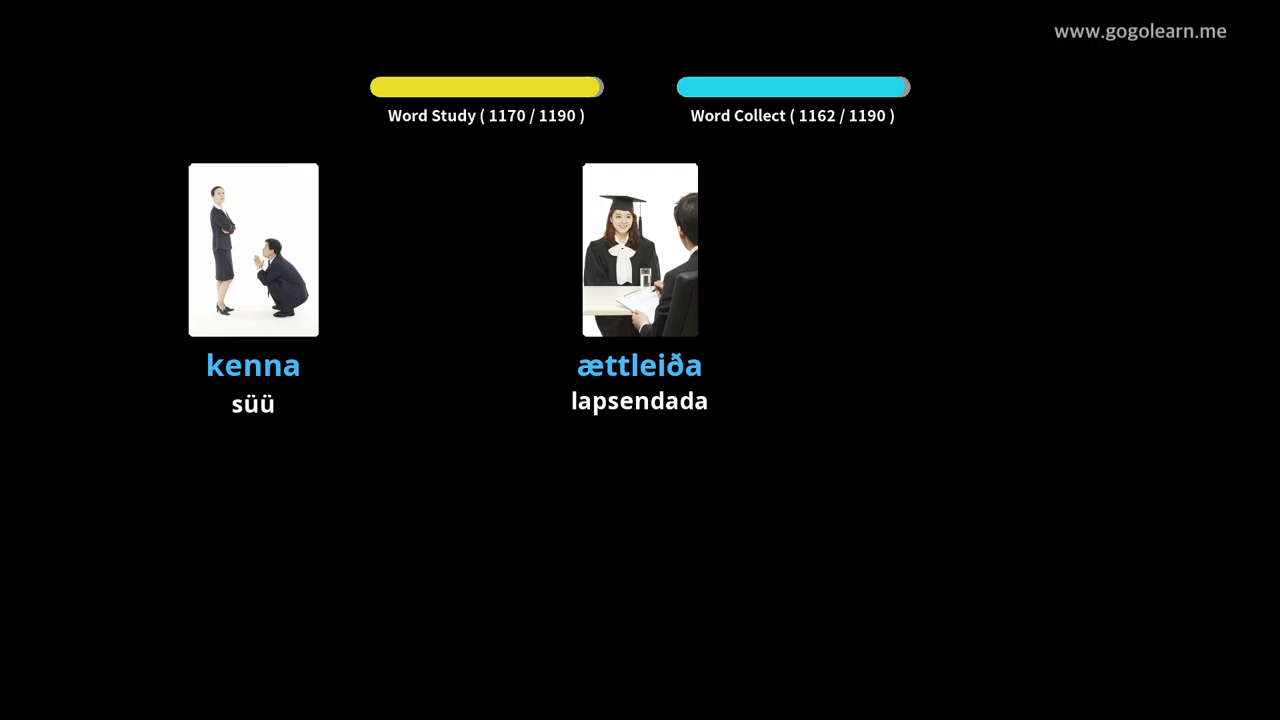 www.gogolearn.me
Word Study ( 1170 / 1190 )
Word Collect ( 1162 / 1190 )
kenna
süü
ættleiða
lapsendada